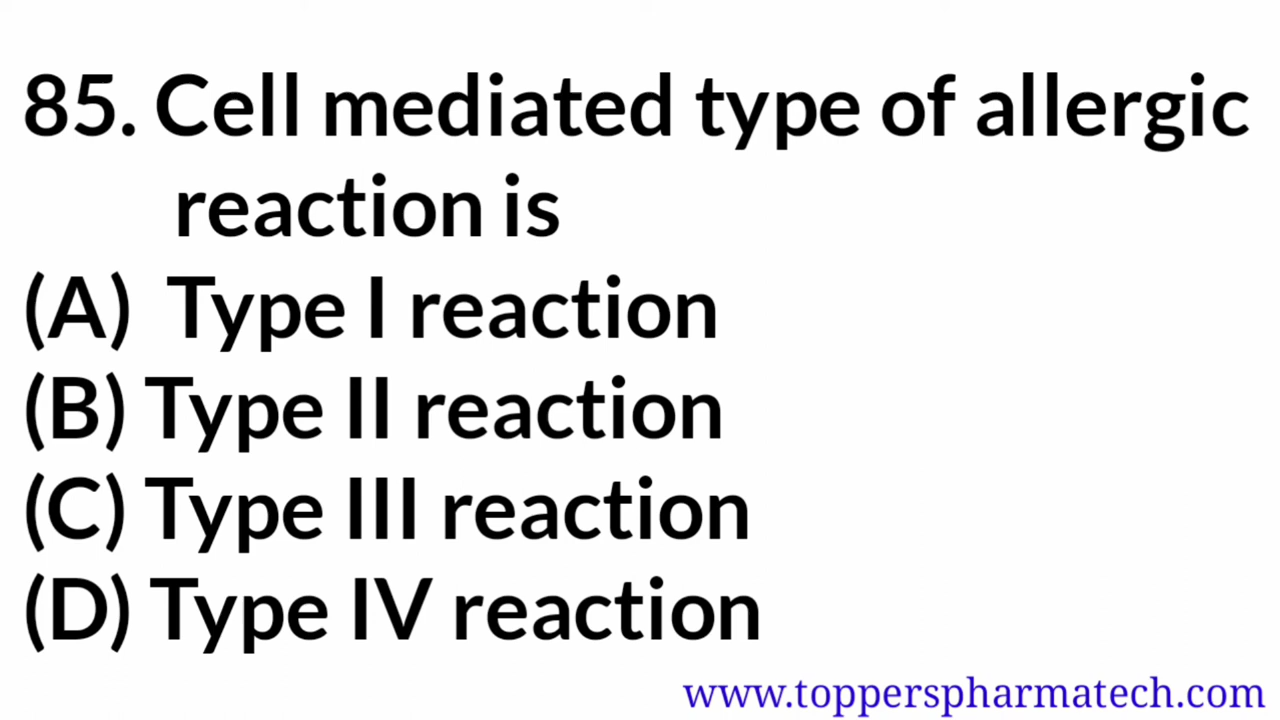 85. Cell mediated type of allergic
reaction is
(A) Type I reaction
(B) Type II reaction
(C) Type III reaction
(D) Type IV reaction
www.topperspharmatech.com